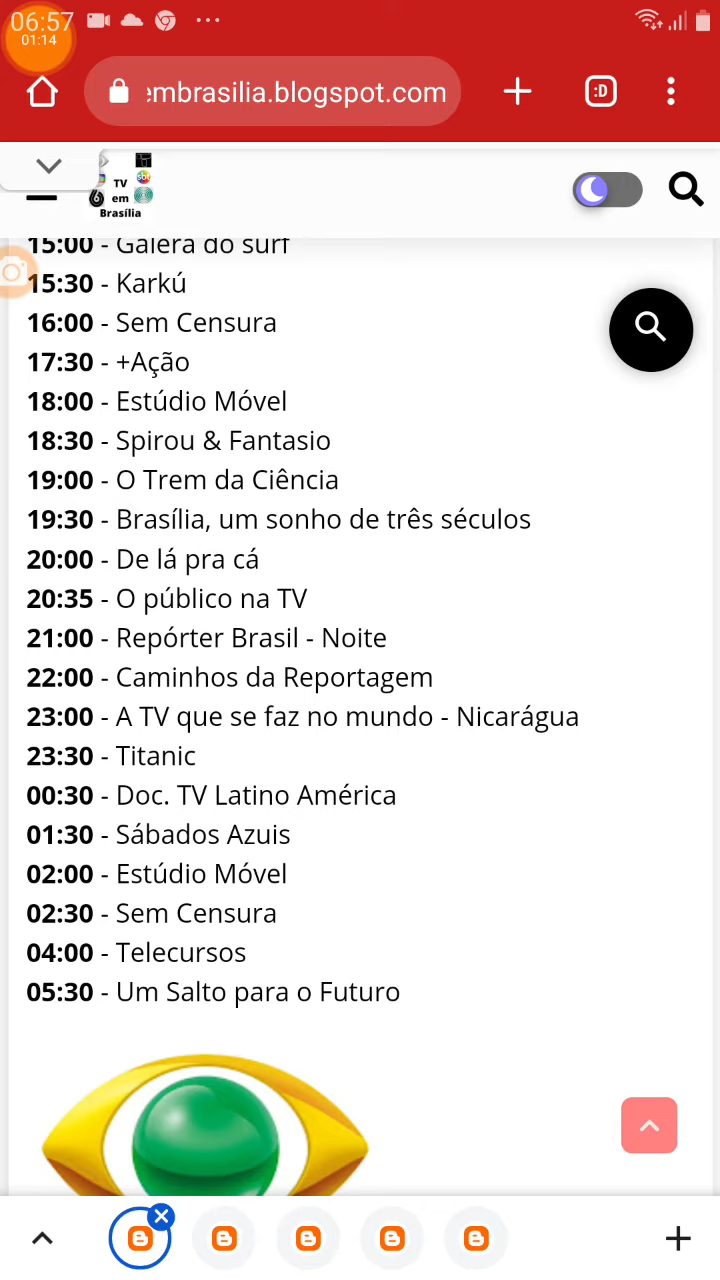 06:57
01:14
embrasilia.blogspot.com
:D
TV
em
Brasília
sbt
15:00 - Galera do surf
15:30 - Karkú
16:00 - Sem Censura
17:30 - +Ação
18:00 - Estúdio Móvel
18:30 - Spirou & Fantasio
19:00 - O Trem da Ciência
19:30 - Brasília, um sonho de três séculos
20:00 - De lá pra cá
20:35 - O público na TV
21:00 - Repórter Brasil - Noite
22:00 - Caminhos da Reportagem
23:00 - A TV que se faz no mundo - Nicarágua
23:30 - Titanic
00:30 - Doc. TV Latino América
01:30 - Sábados Azuis
02:00 - Estúdio Móvel
02:30 - Sem Censura
04:00 - Telecursos
05:30 - Um Salto para o Futuro